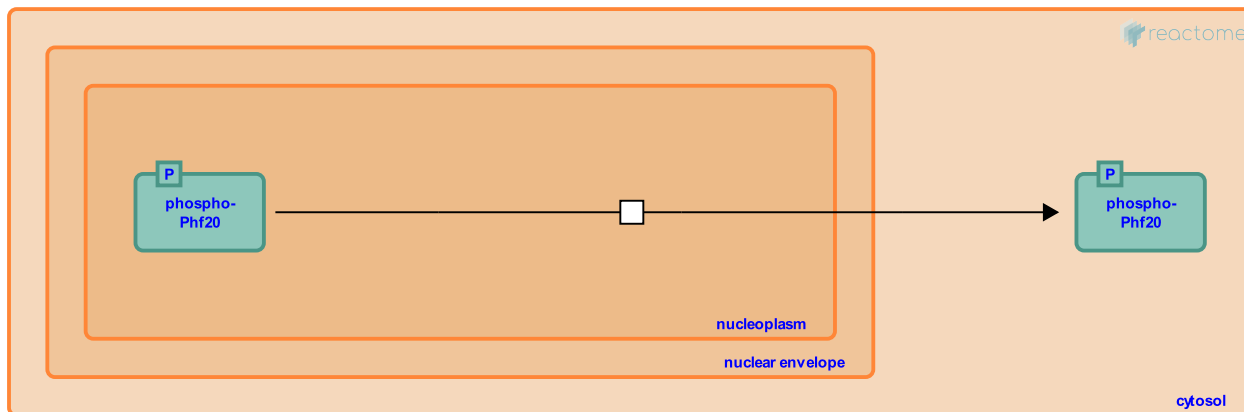 reactome
P
phospho-
Phf20
P
phospho-
Phf20
nucleoplasm
nuclear envelope
cytosol